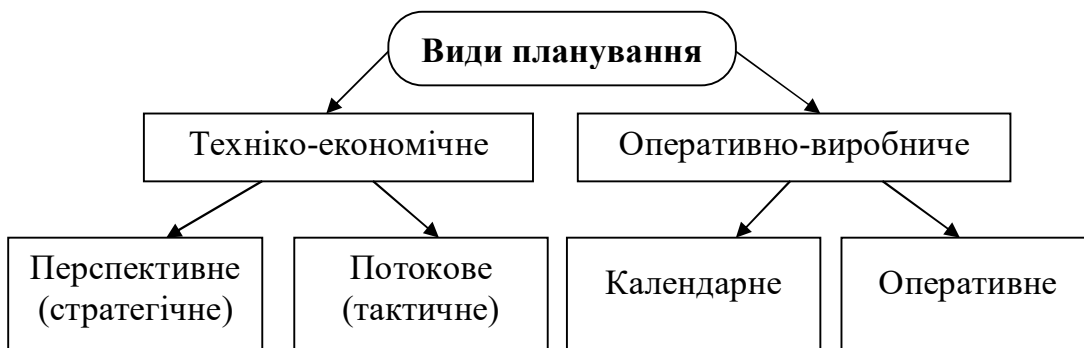 Види планування
Техніко-економічне
Оперативно-виробниче
Перспективне
(стратегічне)
Потокове
(тактичне)
Календарне
Оперативне